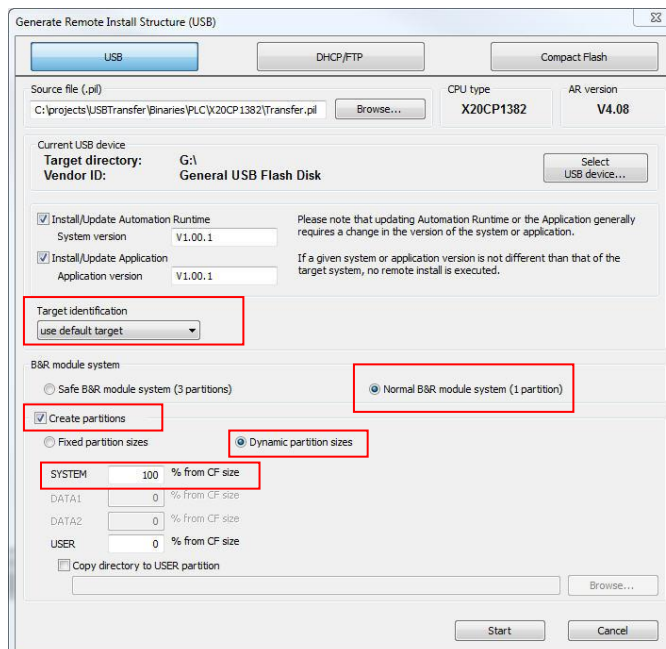 Generate Remote Install Structure (USB)
USB
DHCP/FTP
Compact Flash
Source file (.pil)
CPU type
AR version
C:\projects\USBTransfer\Binaries\PLC\X20CP1382\Transfer.pil
Browse...
X20CP1382
V4.08
Current USB device
Target directory: G:\
Vendor ID: General USB Flash Disk
Select
USB device...
Install/Update Automation Runtime
System version V1.00.1
Install/Update Application
Application version V1.00.1
Please note that updating Automation Runtime or the Application generally
requires a change in the version of the system or application.
If a given system or application version is not different than that of the
target system, no remote install is executed.
Target identification
use default target
B&R module system
Safe B&R module system (3 partitions)
Normal B&R module system (1 partition)
Create partitions
Fixed partition sizes
Dynamic partition sizes
SYSTEM 100 % from CF size
DATA1 0 % from CF size
DATA2 0 % from CF size
USER 0 % from CF size
Copy directory to USER partition
Browse...
Start
Cancel